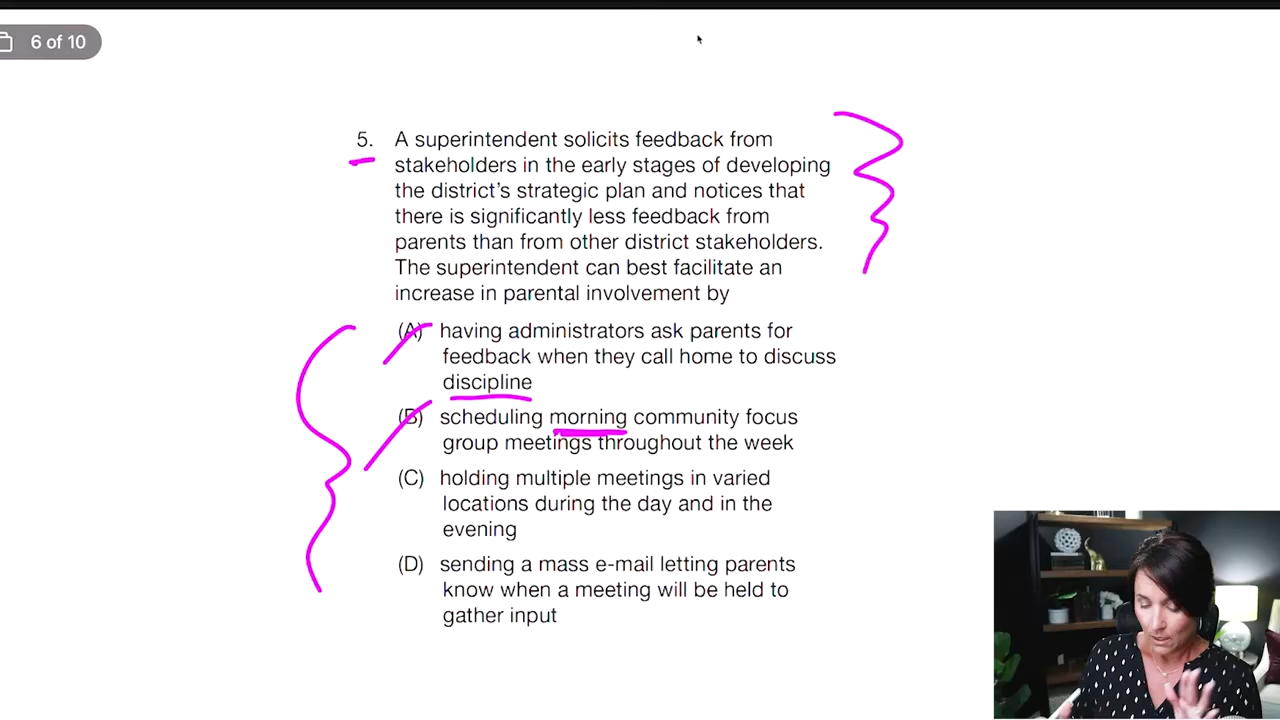 6 of 10
5. A superintendent solicits feedback from
stakeholders in the early stages of developing
the district's strategic plan and notices that
there is significantly less feedback from
parents than from other district stakeholders.
The superintendent can best facilitate an
increase in parental involvement by
(A) having administrators ask parents for
feedback when they call home to discuss
discipline
(B) scheduling morning community focus
group meetings throughout the week
(C) holding multiple meetings in varied
locations during the day and in the
evening
(D) sending a mass e-mail letting parents
know when a meeting will be held to
gather input